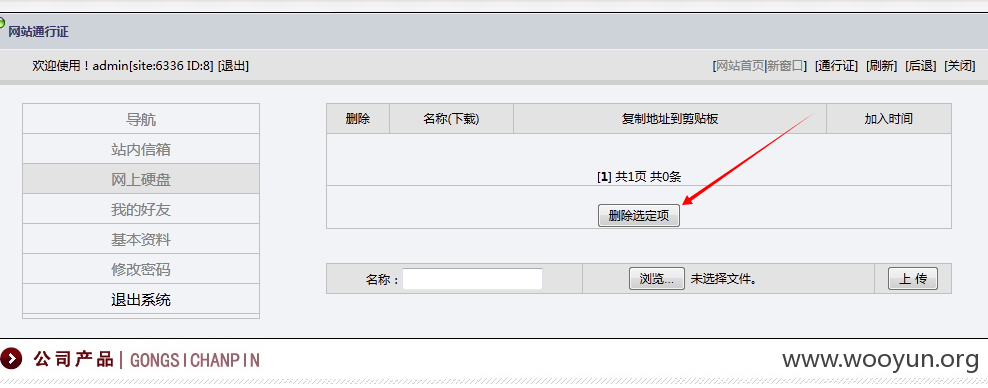 网站通行证
欢迎使用！admin[site:6336 ID:8] [退出] [网站首页|新窗口] [通行证] [刷新] [后退] [关闭]
导航
站内信箱
网上硬盘
我的好友
基本资料
修改密码
退出系统
删除 名称(下载) 复制地址到剪贴板 加入时间
[1] 共1页 共0条
删除选定项
名称： 浏览... 未选择文件。 上 传
公司产品 | GONGSICHANPIN
www.wooyun.org